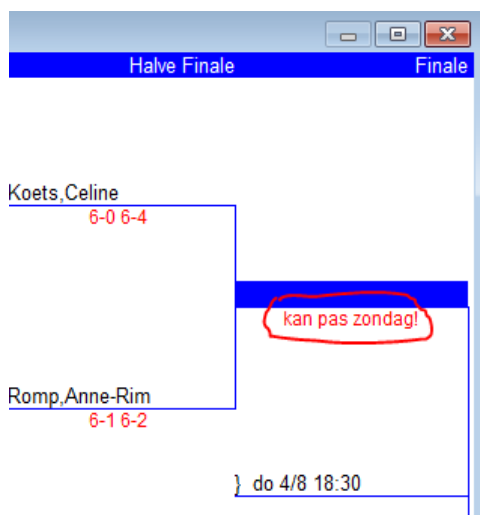 Halve Finale Finale
Koets,Celine
6-0 6-4
kan pas zondag!
Romp,Anne-Rim
6-1 6-2
} do 4/8 18:30